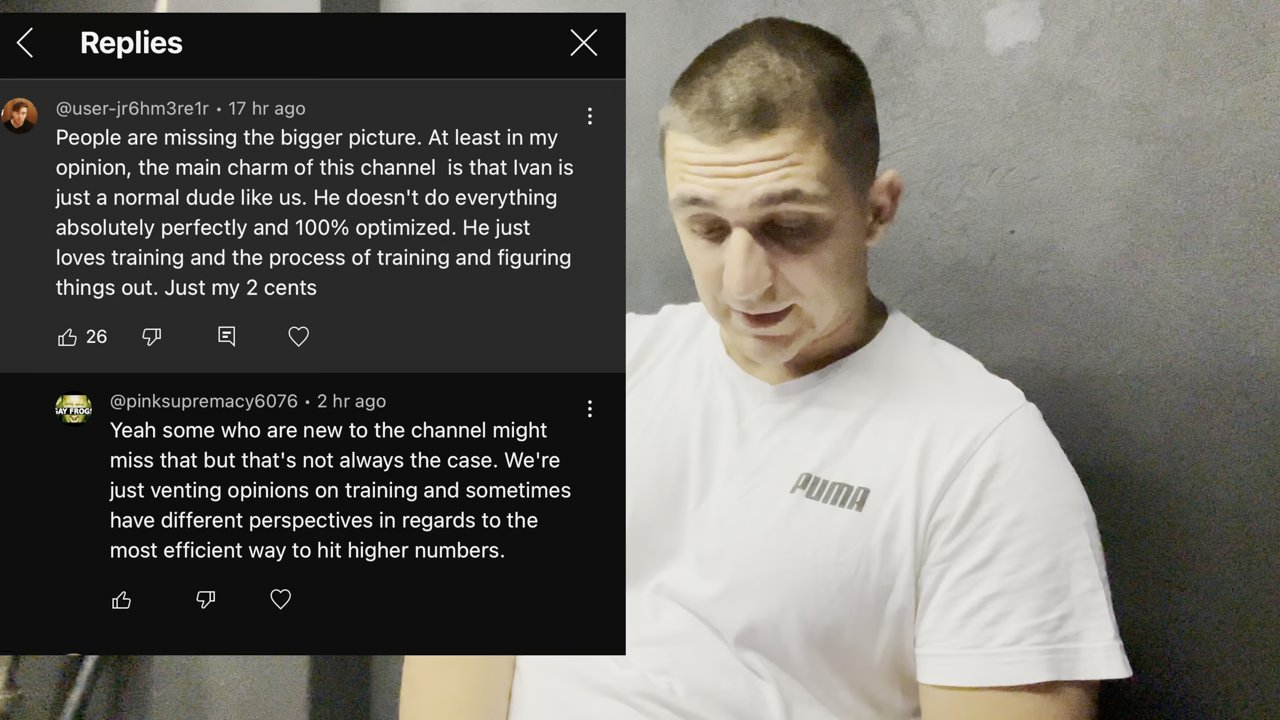 Replies
@user-jr6hm3re1r • 17 hr ago
People are missing the bigger picture. At least in my
opinion, the main charm of this channel  is that Ivan is
just a normal dude like us. He doesn't do everything
absolutely perfectly and 100% optimized. He just
loves training and the process of training and figuring
things out. Just my 2 cents
26
@pinksupremacy6076 • 2 hr ago
Yeah some who are new to the channel might
miss that but that's not always the case. We're
just venting opinions on training and sometimes
have different perspectives in regards to the
most efficient way to hit higher numbers.
GAY FROGS
PUMA